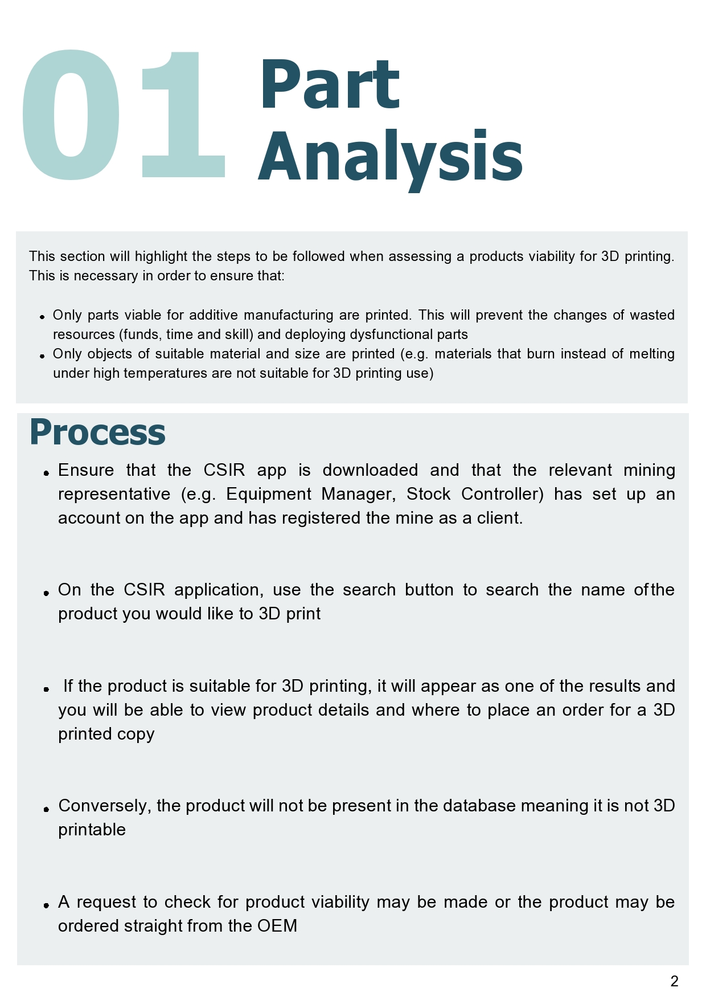 01
Part
Analysis
This section will highlight the steps to be followed when assessing a products viability for 3D printing.
This is necessary in order to ensure that:
• Only parts viable for additive manufacturing are printed. This will prevent the changes of wasted
resources (funds, time and skill) and deploying dysfunctional parts
• Only objects of suitable material and size are printed (e.g. materials that burn instead of melting
under high temperatures are not suitable for 3D printing use)
Process
• Ensure that the CSIR app is downloaded and that the relevant mining
representative (e.g. Equipment Manager, Stock Controller) has set up an
account on the app and has registered the mine as a client.
• On the CSIR application, use the search button to search the name ofthe
product you would like to 3D print
• If the product is suitable for 3D printing, it will appear as one of the results and
you will be able to view product details and where to place an order for a 3D
printed copy
• Conversely, the product will not be present in the database meaning it is not 3D
printable
• A request to check for product viability may be made or the product may be
ordered straight from the OEM
2